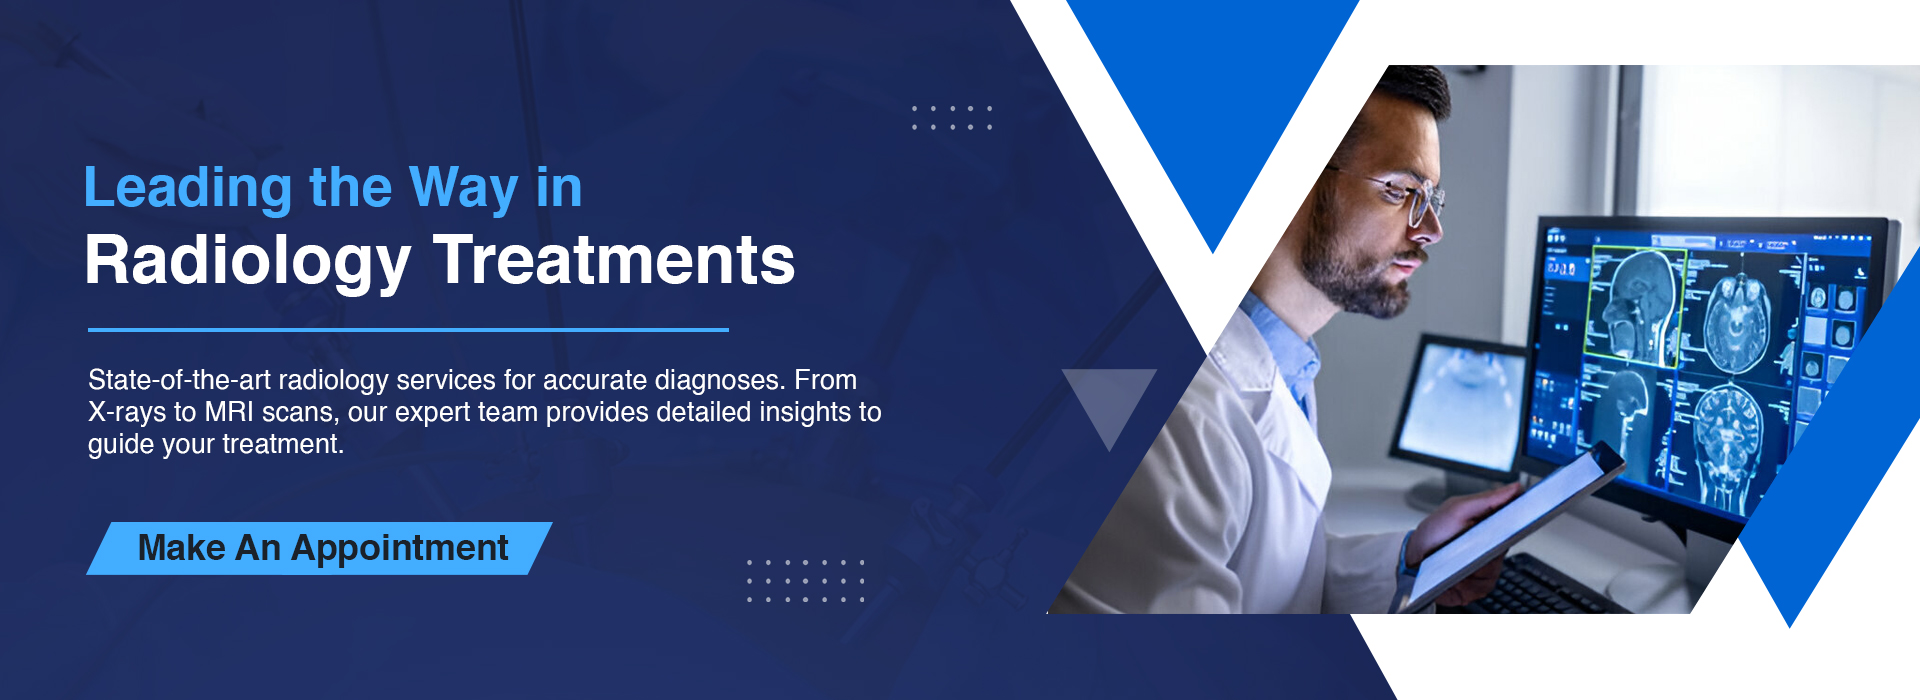 Leading the Way in
Radiology Treatments
State-of-the-art radiology services for accurate diagnoses. From
X-rays to MRI scans, our expert team provides detailed insights to
guide your treatment.
Make An Appointment